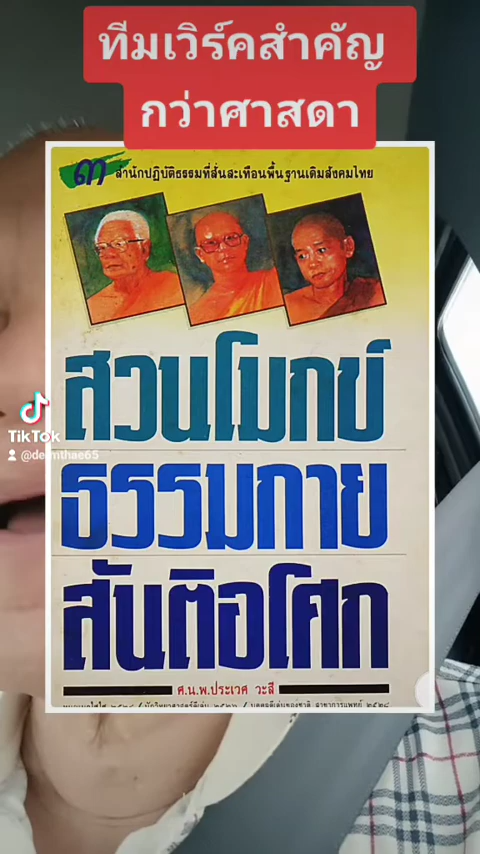 ทีมเวิร์คสำคัญ
กว่าศาสดา
๓ สำนักปฏิบัติธรรมที่สั่นสะเทือนพื้นฐานเดิมสังคมไทย
สวนโมกข์
ธรรมกาย
สันติอโศก
ศ.น.พ.ประเวศ วะสี
TikTok
@deimthae65